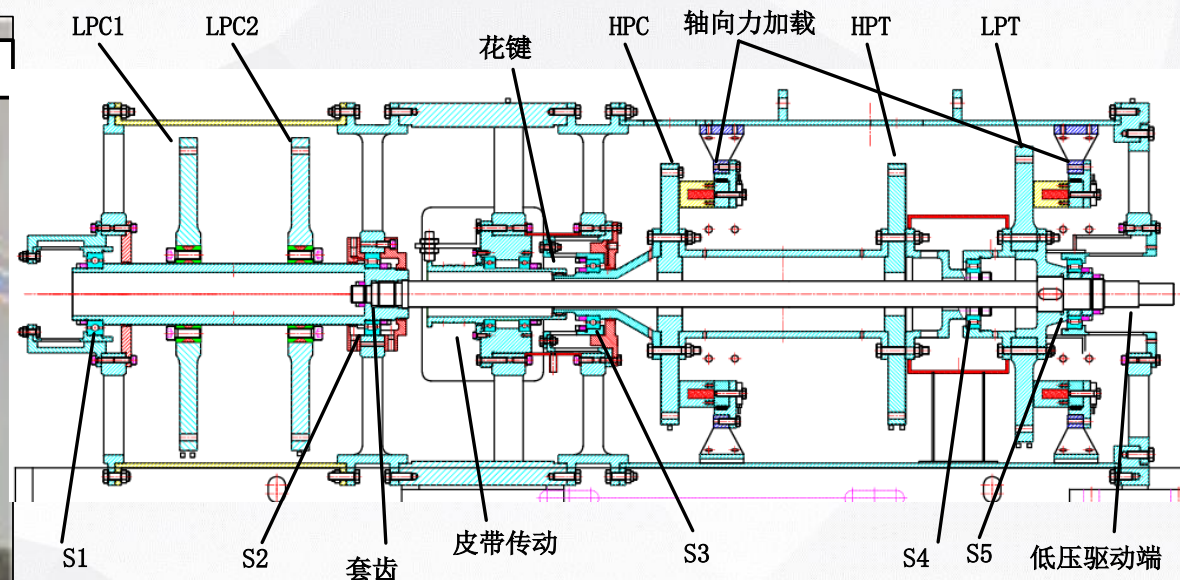 LPC1
LPC2
花键
HPC
轴向力加载
HPT
LPT
S1
S2
套齿
皮带传动
S3
S4
S5
低压驱动端